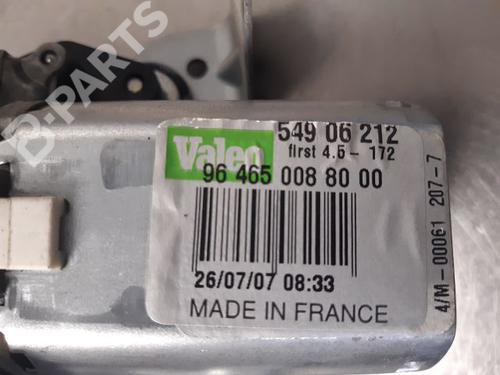 B-PARTS
Valeo
549 06 212
first 4.5 - 172
96 465 008 80 00
26/07/07 08:33
MADE IN FRANCE
4/M-00061 207-7